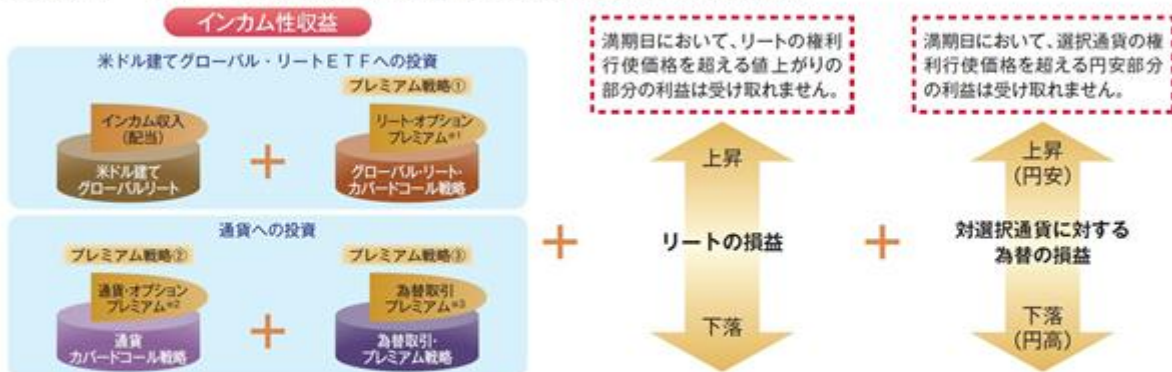 インカム性収益
米ドル建てグローバル・リートETFへの投資
プレミアム戦略①
インカム収入
(配当)
リート・オプション
プレミアム※1
米ドル建て
グローバルリート
+
グローバル・リート・
カバードコール戦略
通貨への投資
プレミアム戦略②
プレミアム戦略③
通貨・オプション
プレミアム※2
為替取引
プレミアム※3
通貨
カバードコール戦略
+
為替取引・
プレミアム戦略
+
満期日において、リートの権利
行使価格を超える値上がりの
部分の利益は受け取れません。
上昇
リートの損益
下落
+
満期日において、選択通貨の権
利行使価格を超える円安部分
の利益は受け取れません。
上昇
(円安)
対選択通貨に対する
為替の損益
下落
(円高)